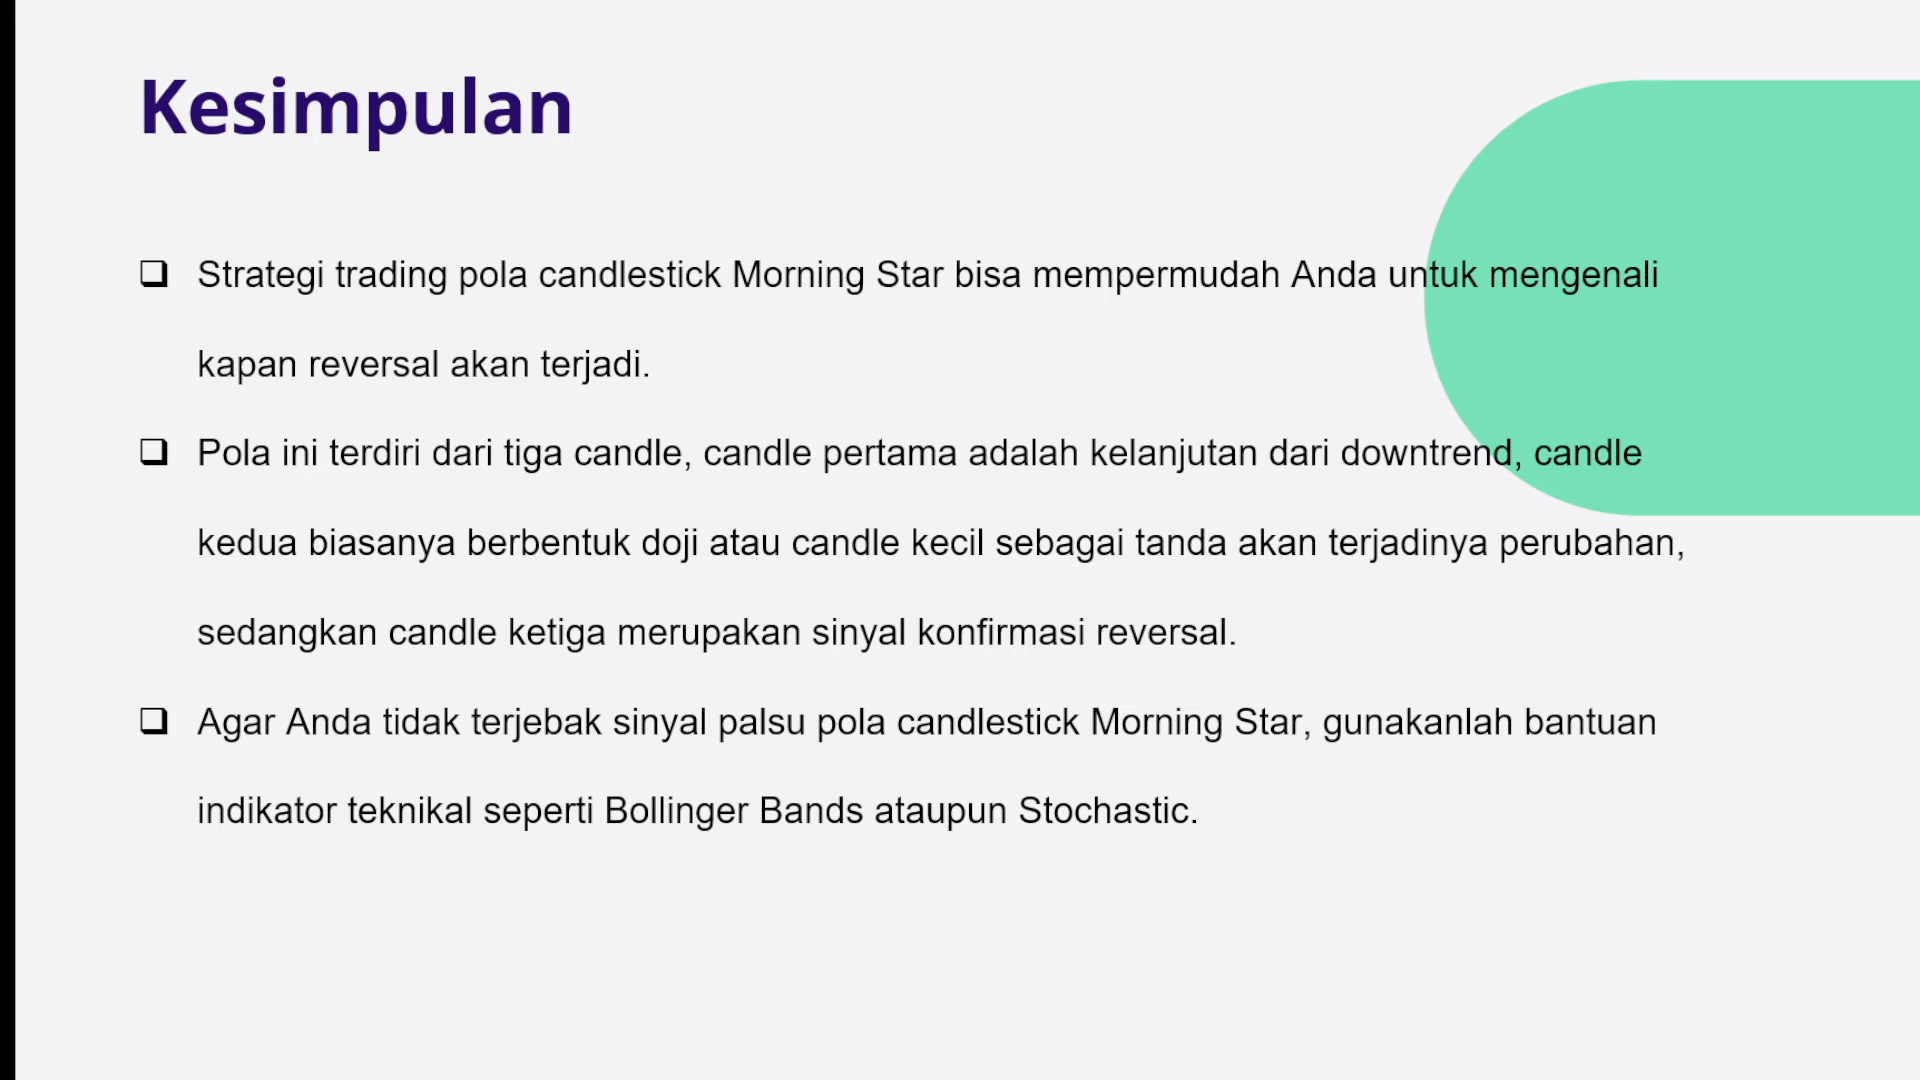 Kesimpulan
❑ Strategi trading pola candlestick Morning Star bisa mempermudah Anda untuk mengenali
kapan reversal akan terjadi.
❑ Pola ini terdiri dari tiga candle, candle pertama adalah kelanjutan dari downtrend, candle
kedua biasanya berbentuk doji atau candle kecil sebagai tanda akan terjadinya perubahan,
sedangkan candle ketiga merupakan sinyal konfirmasi reversal.
❑ Agar Anda tidak terjebak sinyal palsu pola candlestick Morning Star, gunakanlah bantuan
indikator teknikal seperti Bollinger Bands ataupun Stochastic.